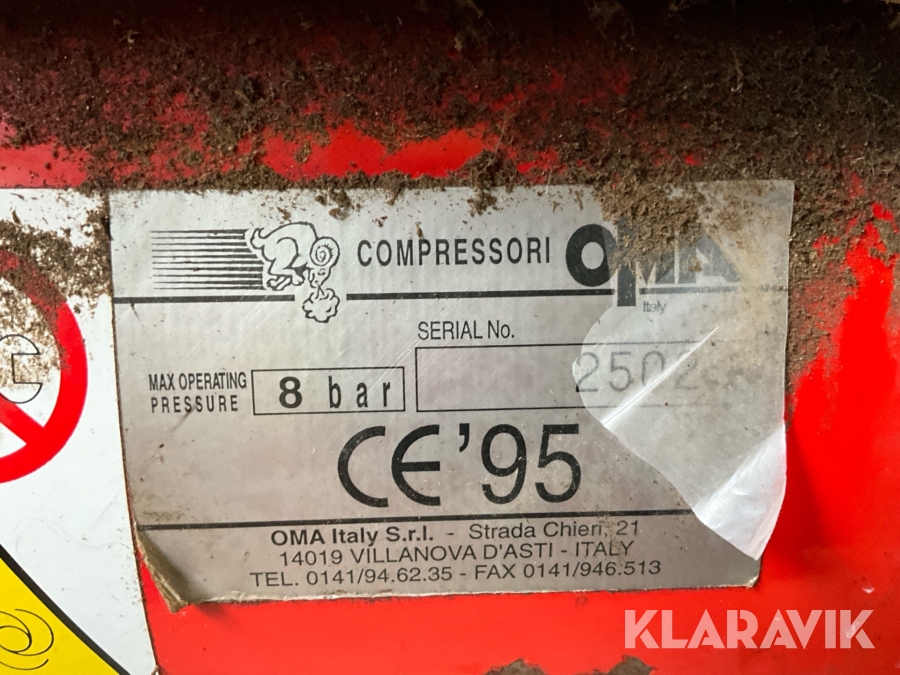 COMPRESSORI OMA
Italy
SERIAL No.
MAX OPERATING
PRESSURE
8 bar
2502
CE '95
OMA Italy S.r.l. - Strada Chieri, 21
14019 VILLANOVA D'ASTI - ITALY
TEL. 0141/94.62.35 - FAX 0141/946.513
KLARAVIK